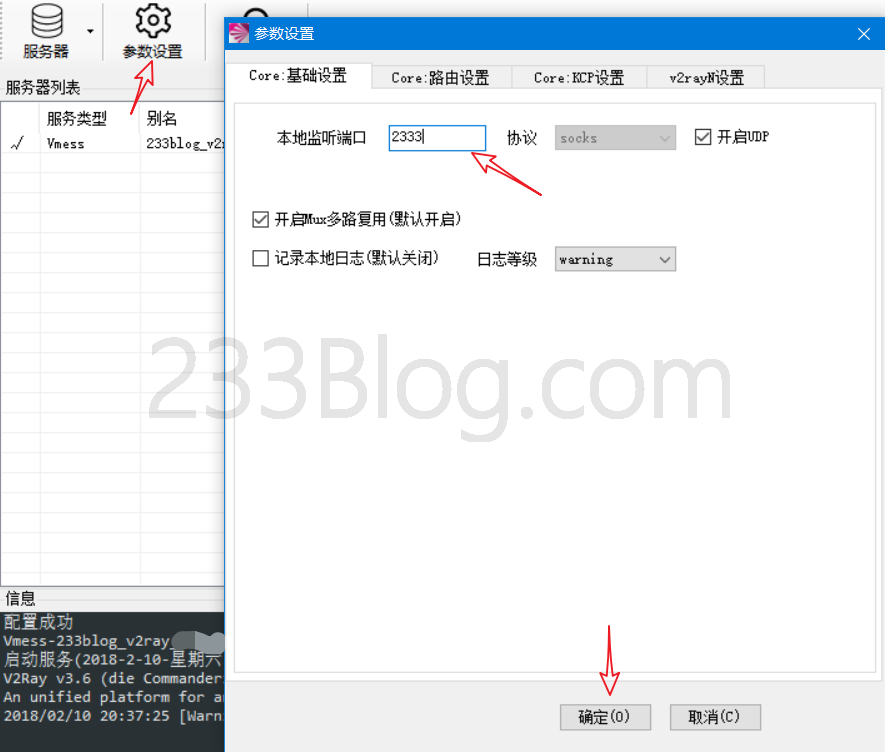 服务器
参数设置
服务器列表
服务类型 别名
Vmess 233blog_v2r
信息
配置成功
Vmess-233blog_v2ray
启动服务(2018-2-10-星期六
V2Ray v3.6 (die Commander
An unified platform for a
2018/02/10 20:37:25 [Warn
参数设置
Core:基础设置 Core:路由设置 Core:KCP设置 v2rayN设置
本地监听端口 2333 协议 socks 开启UDP
开启Mux多路复用(默认开启)
记录本地日志(默认关闭) 日志等级 warning
233Blog.com
确定(O) 取消(C)